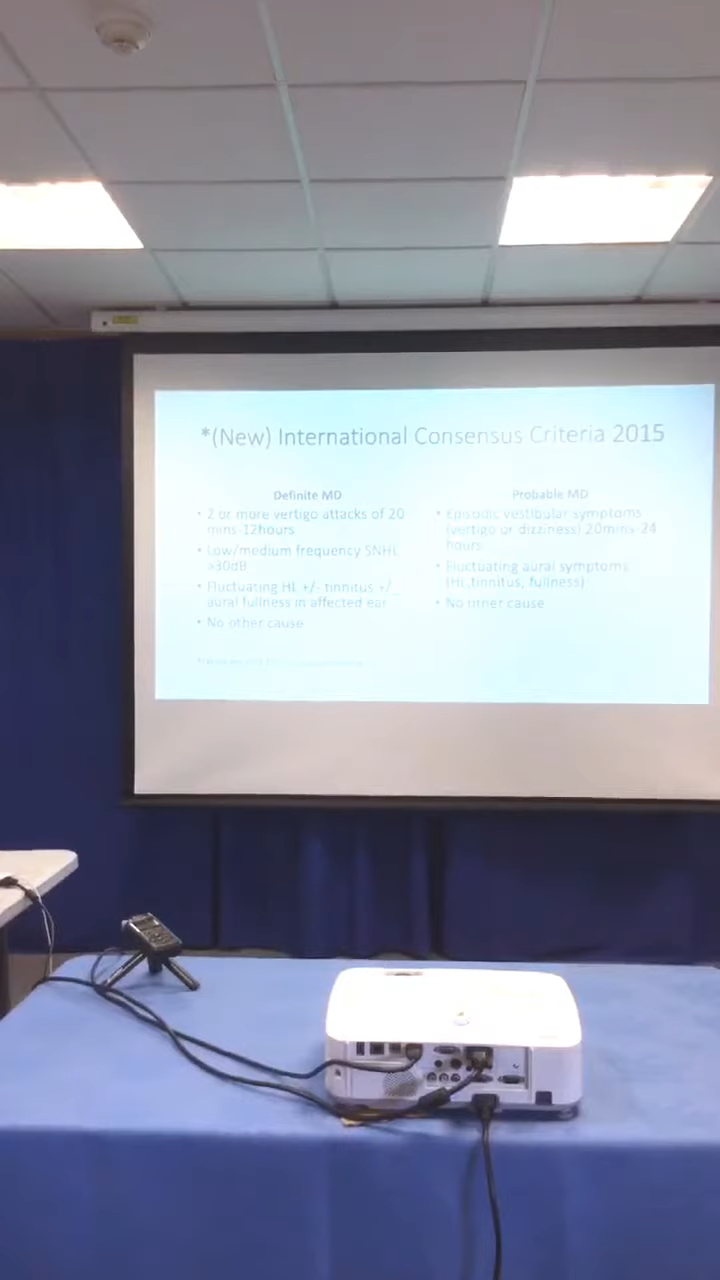 *(New) International Consensus Criteria 2015
Definite MD
• 2 or more vertigo attacks of 20
mins-12hours
• Low/medium frequency SNHL
>30dB
• Fluctuating HL +/- tinnitus +/_
aural fullness in affected ear
• No other cause
Probable MD
• Episodic vestibular symptoms
(vertigo or dizziness) 20mins-24
hours
• Fluctuating aural symptoms
(HL,tinnitus, fullness)
• No other cause